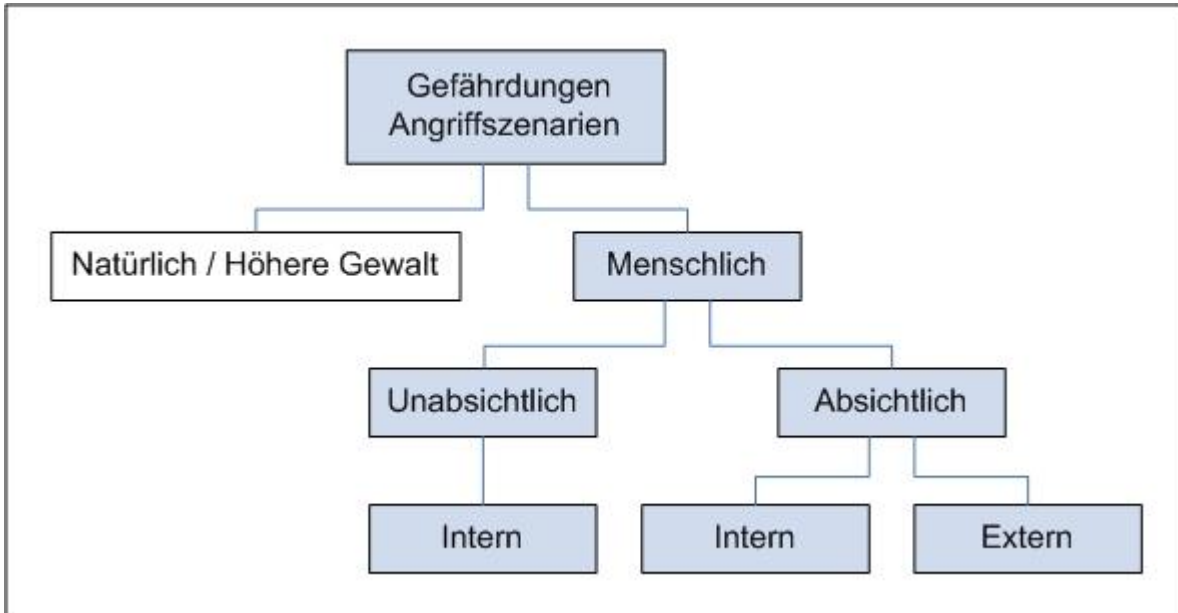 Gefährdungen
Angriffszenarien
Natürlich / Höhere Gewalt
Menschlich
Unabsichtlich
Absichtlich
Intern
Intern
Extern